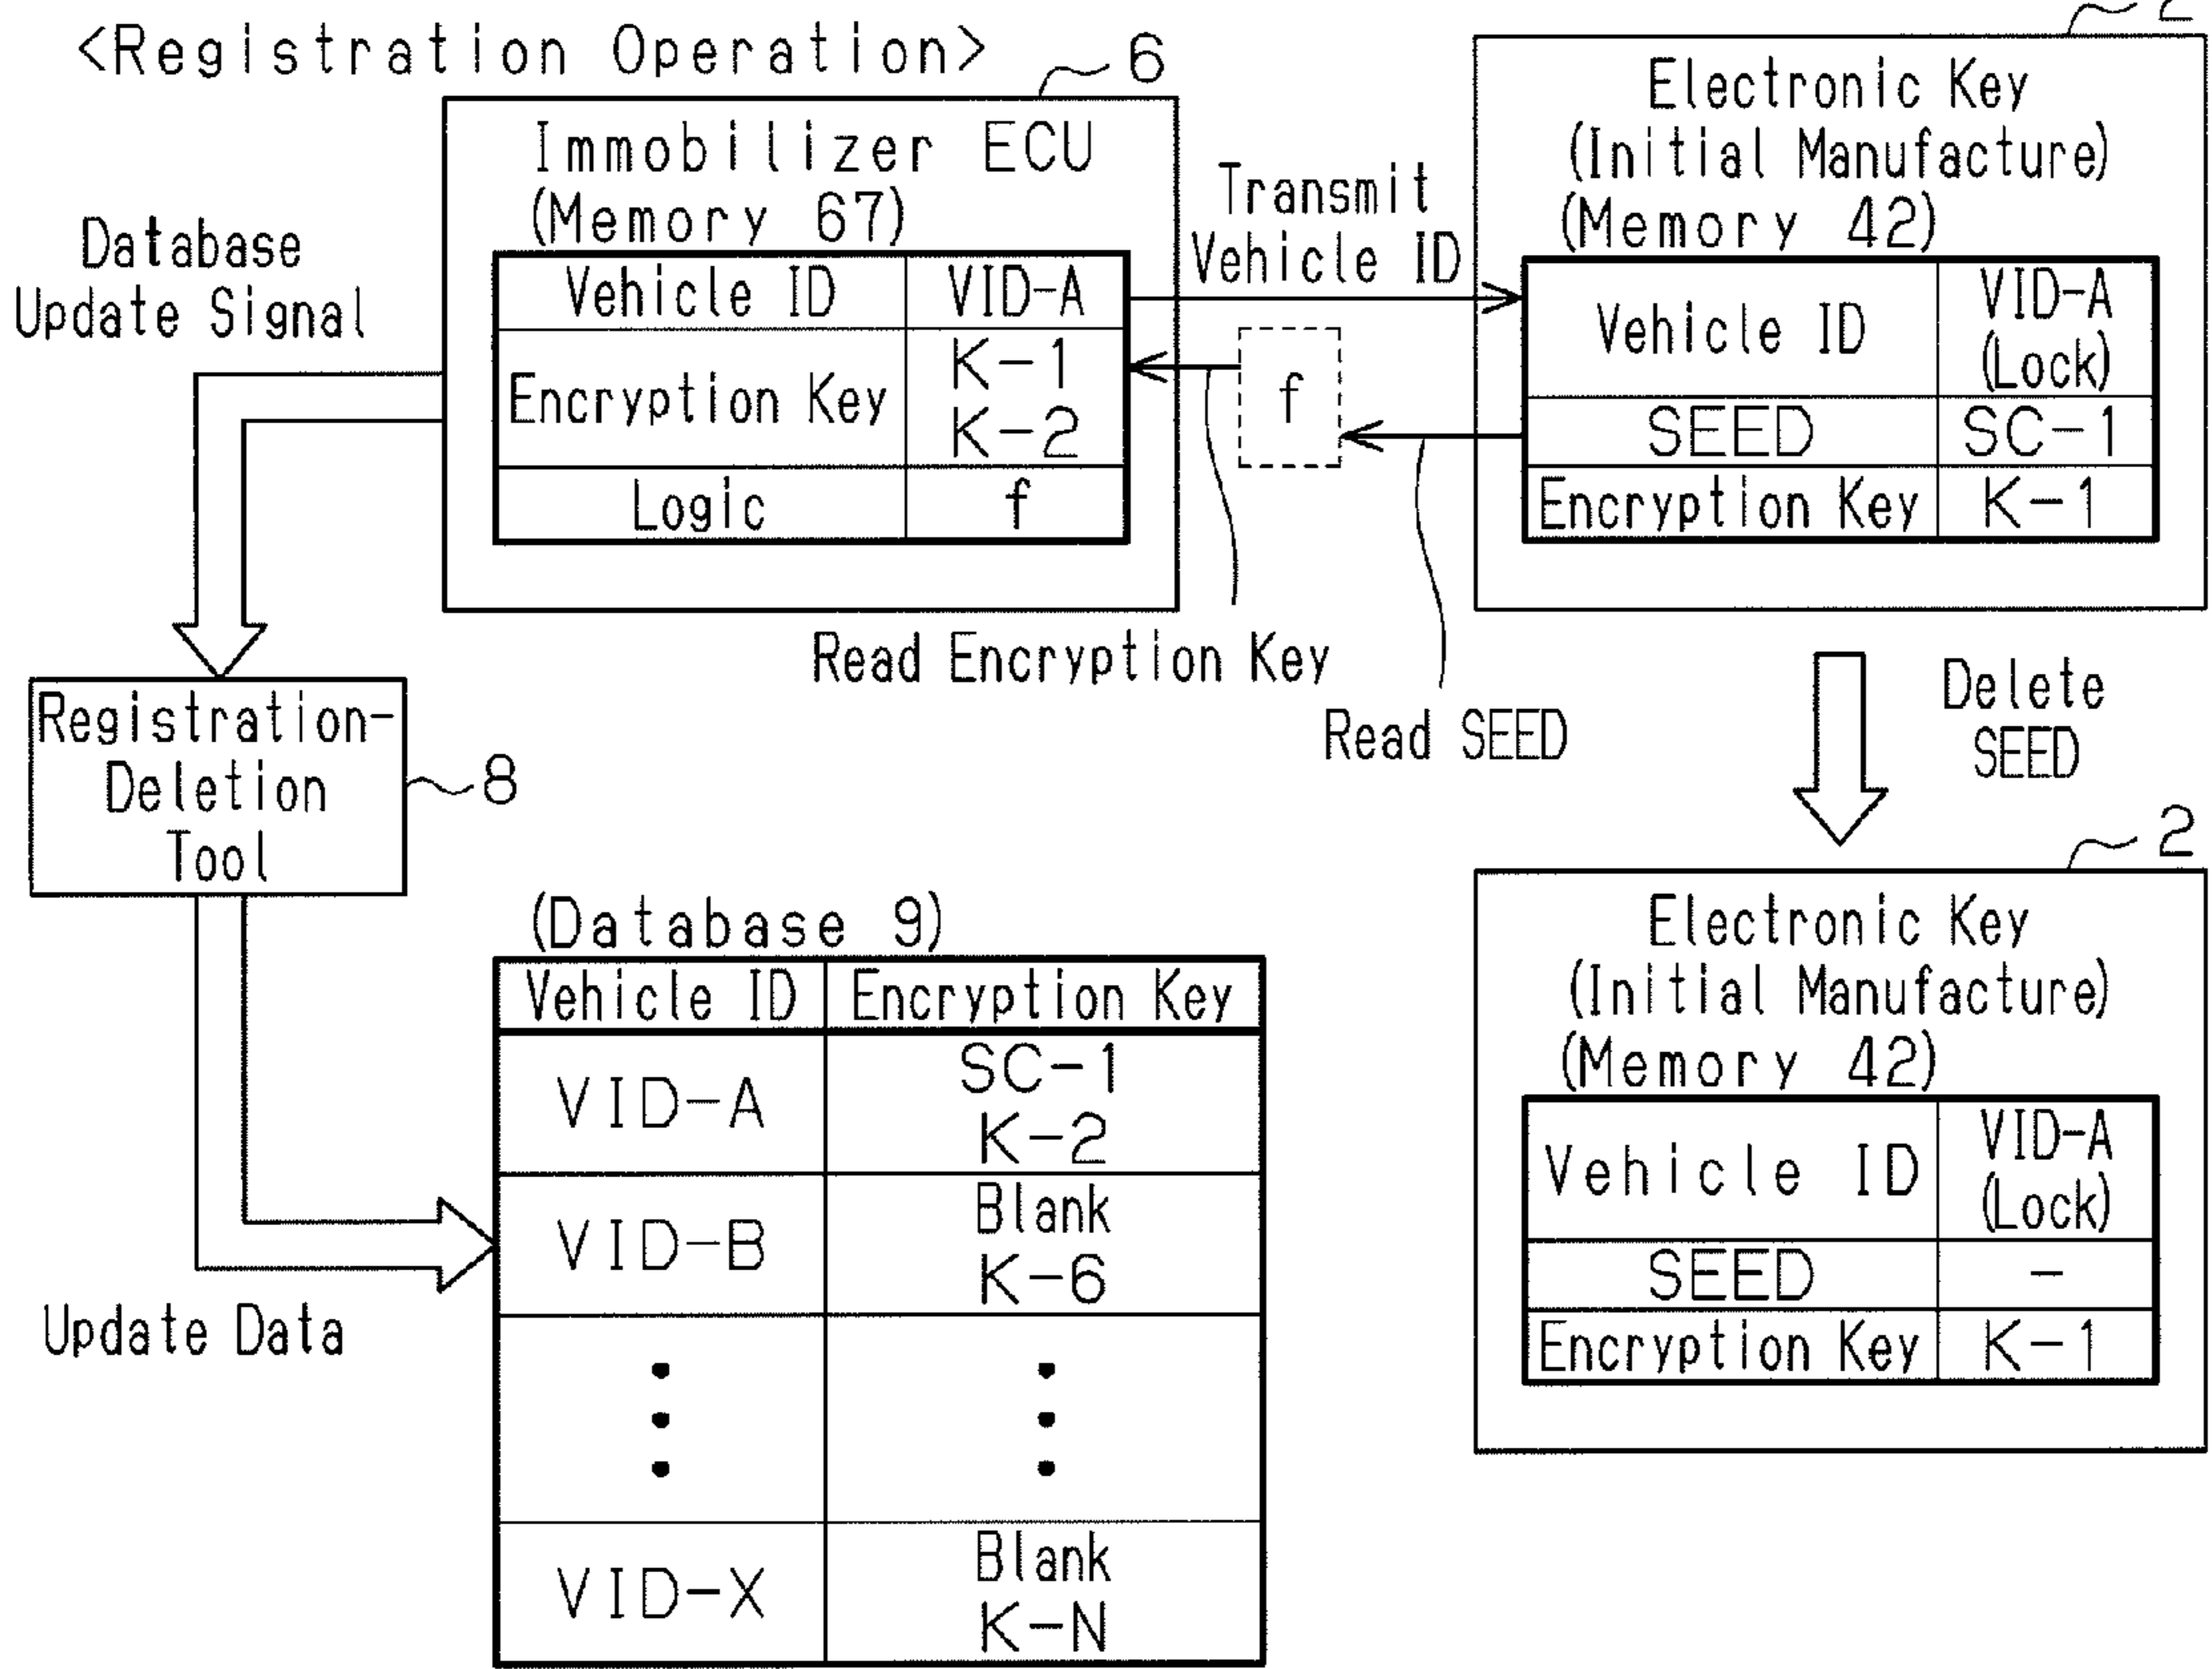 <Registration Operation>
6
Immobilizer ECU
(Memory 67)
Vehicle ID VID-A
Encryption Key K-1
K-2
Logic f
Database
Update Signal
Transmit
Vehicle ID
f
Read Encryption Key
Read SEED
Electronic Key
(Initial Manufacture)
(Memory 42)
Vehicle ID VID-A
(Lock)
SEED SC-1
Encryption Key K-1
Delete
SEED
Registration-
Deletion
Tool
8
Update Data
(Database 9)
Vehicle ID Encryption Key
VID-A SC-1
K-2
VID-B Blank
K-6
VID-X Blank
K-N
2
Electronic Key
(Initial Manufacture)
(Memory 42)
Vehicle ID VID-A
(Lock)
SEED -
Encryption Key K-1